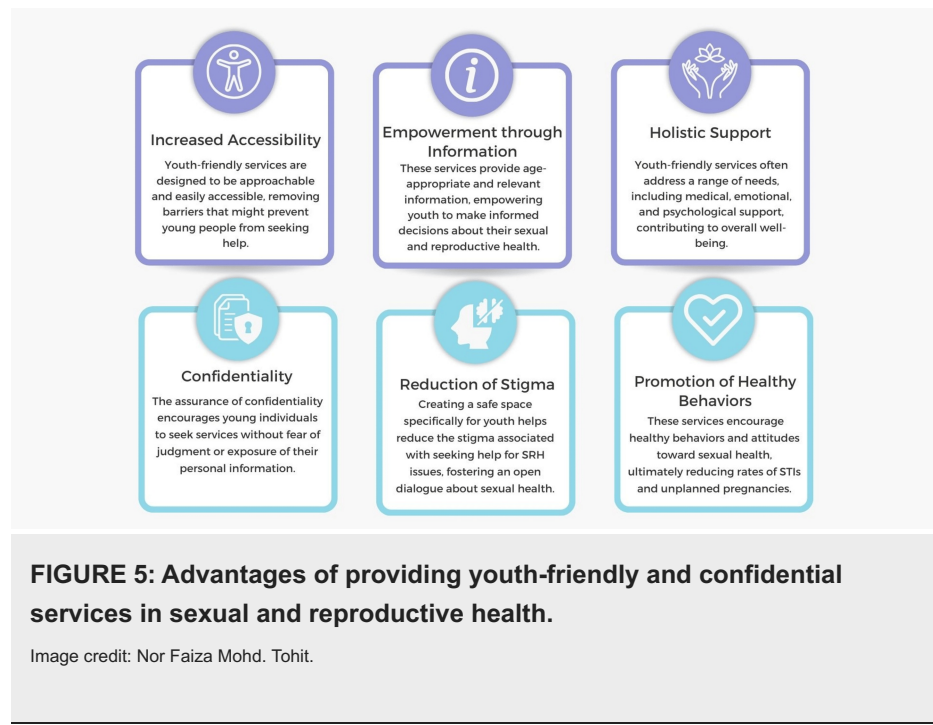 Increased Accessibility
Youth-friendly services are
designed to be approachable
and easily accessible, removing
barriers that might prevent
young people from seeking
help.
Empowerment through
Information
These services provide age-
appropriate and relevant
information, empowering
youth to make informed
decisions about their sexual
and reproductive health.
Holistic Support
Youth-friendly services often
address a range of needs,
including medical, emotional,
and psychological support,
contributing to overall well-
being.
Confidentiality
The assurance of confidentiality
encourages young individuals
to seek services without fear of
judgment or exposure of their
personal information.
Reduction of Stigma
Creating a safe space
specifically for youth helps
reduce the stigma associated
with seeking help for SRH
issues, fostering an open
dialogue about sexual health.
Promotion of Healthy
Behaviors
These services encourage
healthy behaviors and attitudes
toward sexual health,
ultimately reducing rates of STIs
and unplanned pregnancies.
FIGURE 5: Advantages of providing youth-friendly and confidential
services in sexual and reproductive health.
Image credit: Nor Faiza Mohd. Tohit.